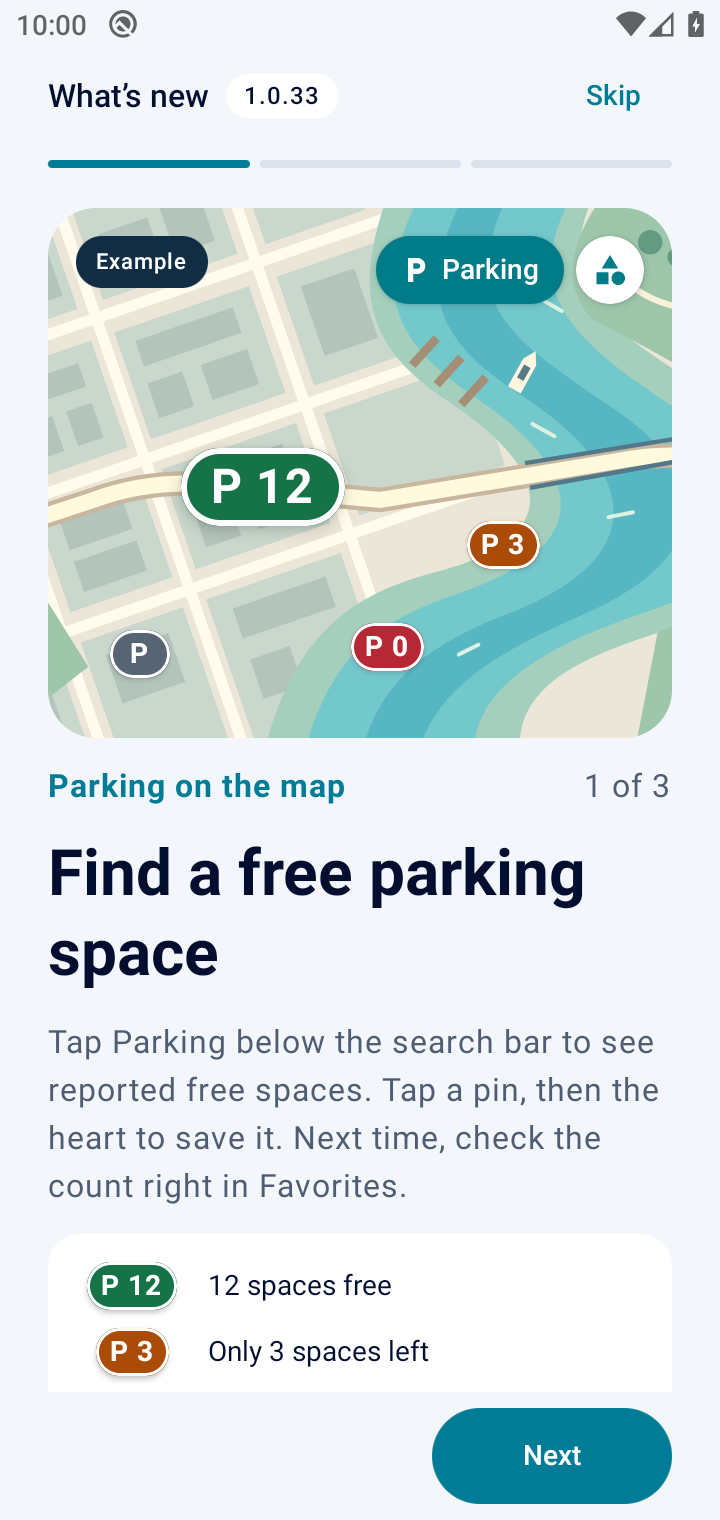 10:00
What’s new
1.0.33
Skip
Example
P Parking
P 12
P 3
P 0
P
Parking on the map
1 of 3
Find a free parking
space
Tap Parking below the search bar to see
reported free spaces. Tap a pin, then the
heart to save it. Next time, check the
count right in Favorites.
P 12 12 spaces free
P 3 Only 3 spaces left
Next